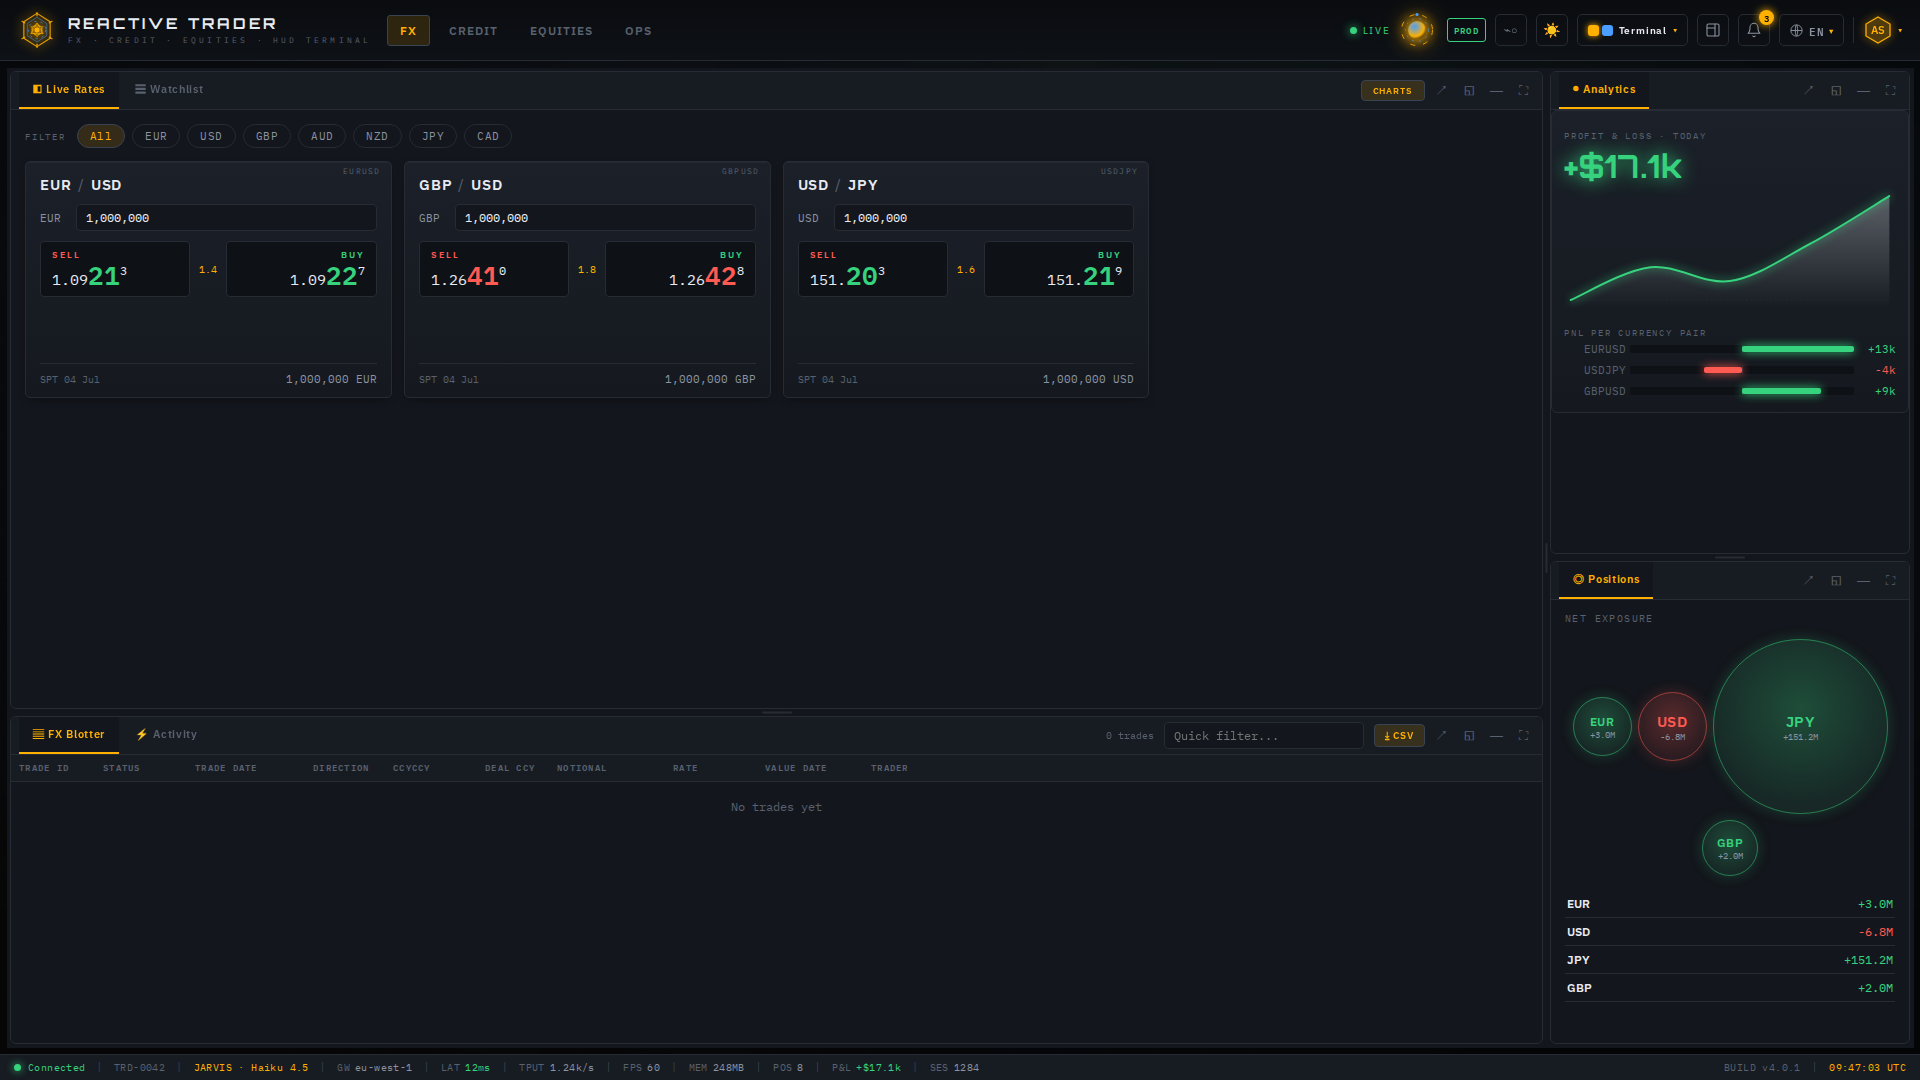 REACTIVE TRADER
FX · CREDIT · EQUITIES · HUD TERMINAL
FX CREDIT EQUITIES OPS
LIVE PROD Terminal 3 EN AS
Live Rates Watchlist CHARTS
FILTER All EUR USD GBP AUD NZD JPY CAD
EURUSD
EUR / USD
EUR 1,000,000
SELL BUY
1.09213 1.4 1.09227
SPT 04 Jul 1,000,000 EUR
GBPUSD
GBP / USD
GBP 1,000,000
SELL BUY
1.26410 1.8 1.26428
SPT 04 Jul 1,000,000 GBP
USDJPY
USD / JPY
USD 1,000,000
SELL BUY
151.203 1.6 151.219
SPT 04 Jul 1,000,000 USD
Analytics
PROFIT & LOSS · TODAY
+$17.1k
PNL PER CURRENCY PAIR
EURUSD +13k
USDJPY -4k
GBPUSD +9k
Positions
NET EXPOSURE
EUR
+3.0M
USD
-6.8M
JPY
+151.2M
GBP
+2.0M
EUR +3.0M
USD -6.8M
JPY +151.2M
GBP +2.0M
FX Blotter Activity 0 trades Quick filter... CSV
TRADE ID STATUS TRADE DATE DIRECTION CCYCCY DEAL CCY NOTIONAL RATE VALUE DATE TRADER
No trades yet
Connected TRD-0042 JARVIS · Haiku 4.5 GW eu-west-1 LAT 12ms TPUT 1.24k/s FPS 60 MEM 248MB POS 8 P&L +$17.1k SES 1284 BUILD v4.0.1 09:47:03 UTC